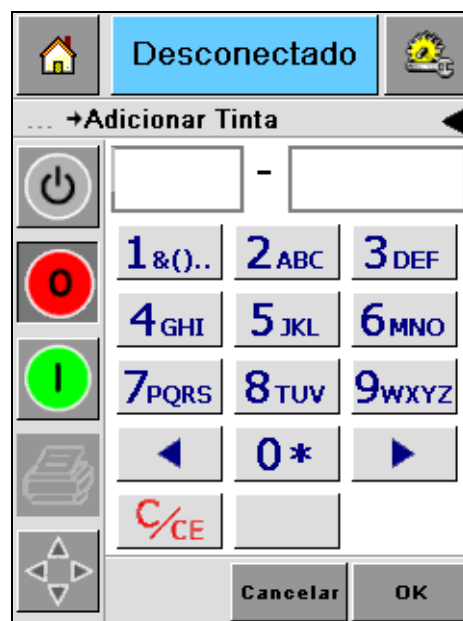 Desconectado
... →Adicionar Tinta
-
1&().. 2ABC 3DEF
O
4GHI 5JKL 6MNO
I
7PQRS 8TUV 9WXYZ
0*
C/CE
Cancelar OK